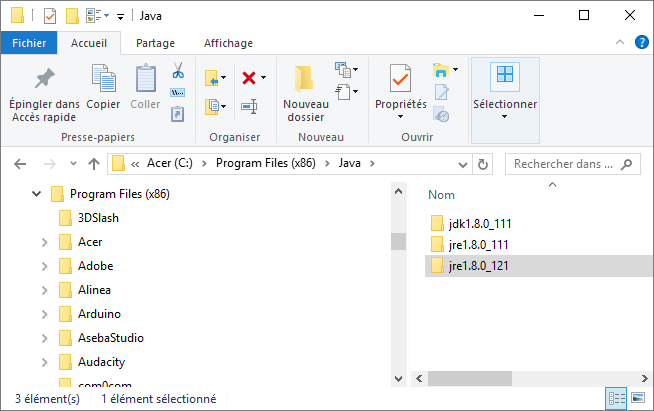 Java
Fichier Accueil Partage Affichage
Épingler dans Accès rapide
Copier
Coller
Nouveau dossier
Propriétés
Sélectionner
Presse-papiers Organiser Nouveau Ouvrir
« Acer (C:) > Program Files (x86) > Java >
Rechercher dans ...
Program Files (x86)
3DSlash
Acer
Adobe
Alinea
Arduino
AsebaStudio
Audacity
com0com
Nom
jdk1.8.0_111
jre1.8.0_111
jre1.8.0_121
3 élément(s) 1 élément sélectionné